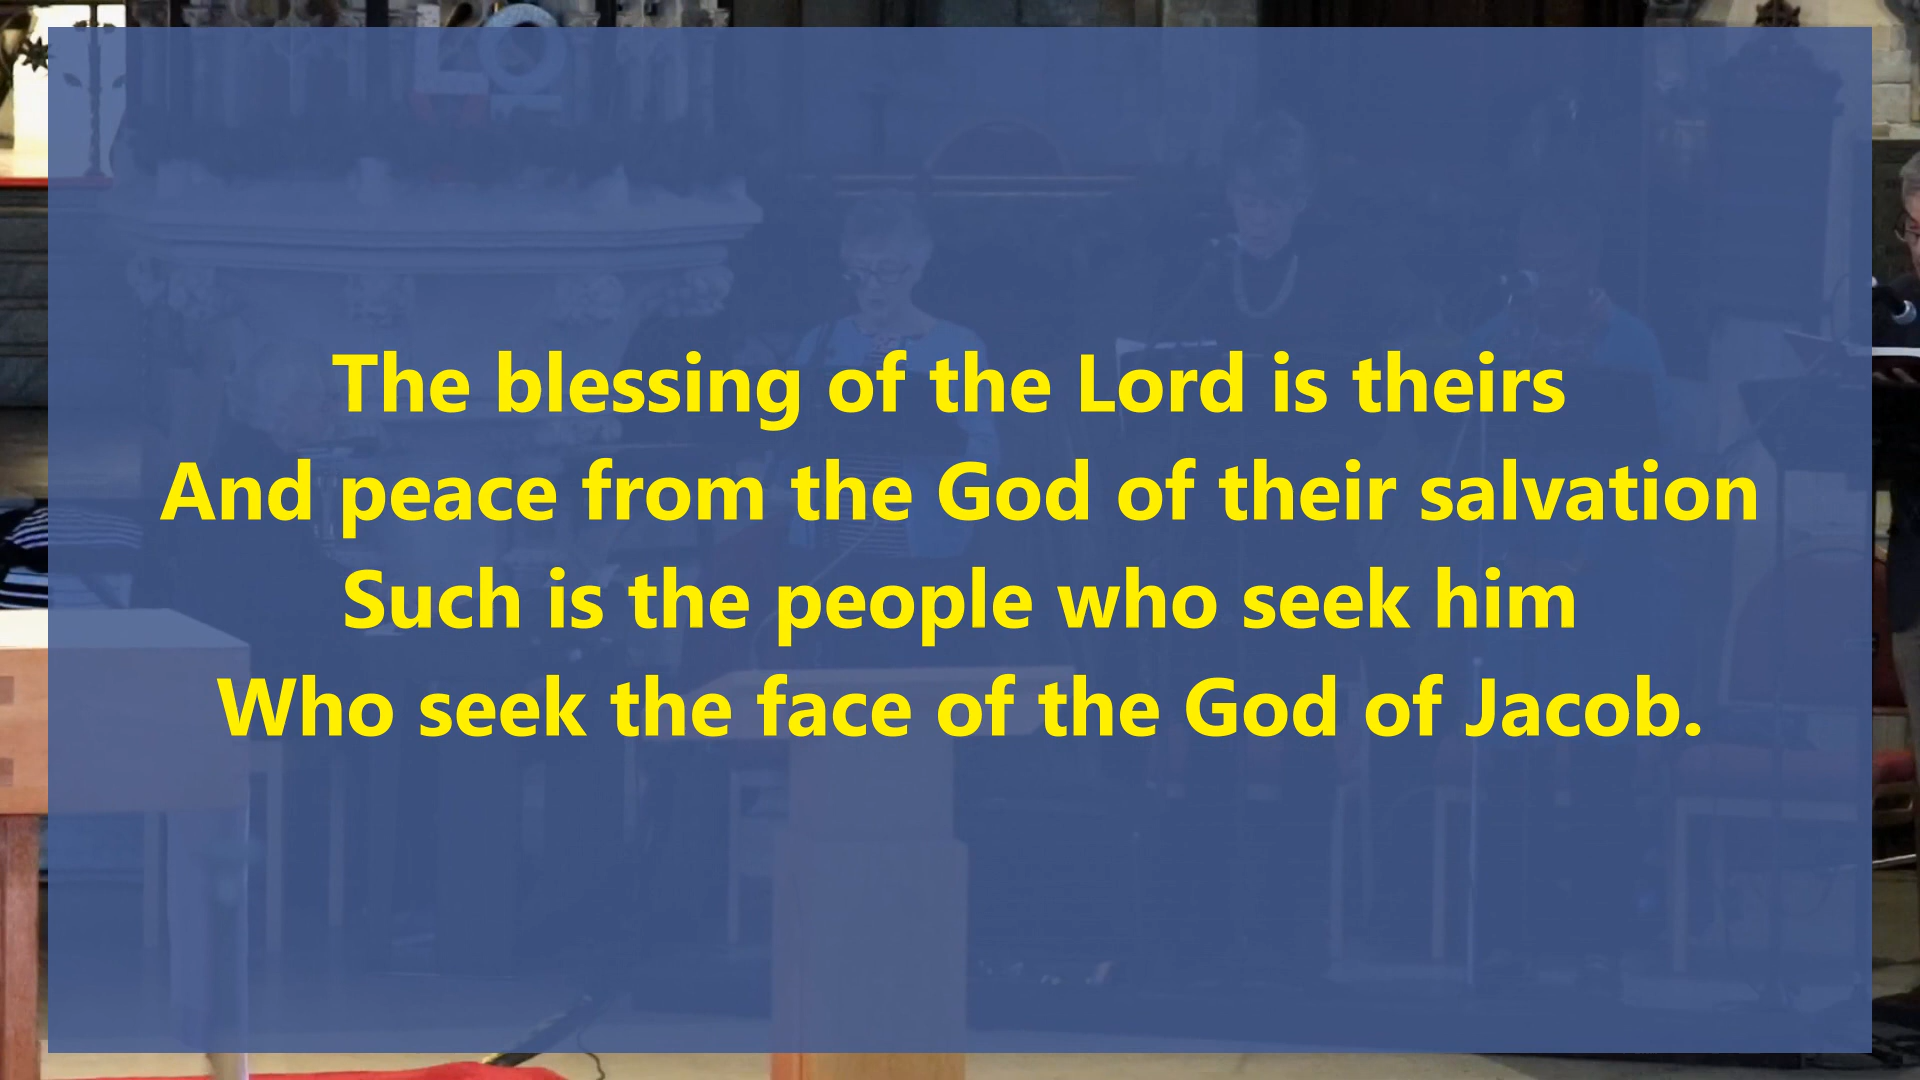 The blessing of the Lord is theirs
And peace from the God of their salvation
Such is the people who seek him
Who seek the face of the God of Jacob.